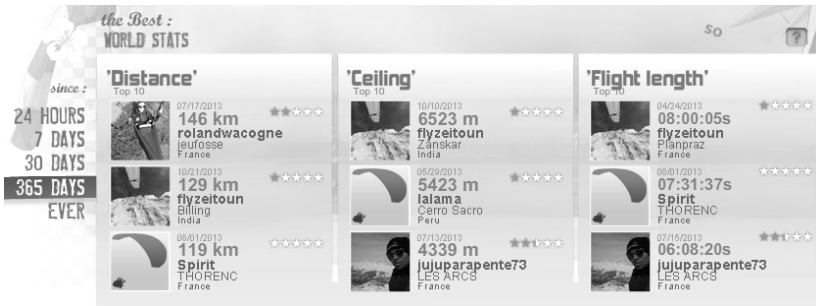 the Best :
WORLD STATS
SO
?
since :
24 HOURS
7 DAYS
30 DAYS
365 DAYS
EVER
'Distance'
Top 10
07/17/2013
146 km
rolandwacogne
jeufosse
France
10/21/2013
129 km
flyzeitoun
Billing
India
08/01/2013
119 km
Spirit
THORENC
France
'Ceiling'
Top 10
10/10/2013
6523 m
flyzeitoun
Zanskar
India
05/29/2013
5423 m
lalama
Cerro Sacro
Peru
07/13/2013
4339 m
jujuparapente73
LES ARCS
France
'Flight length'
Top 10
04/24/2013
08:00:05s
flyzeitoun
Planpraz
France
08/01/2013
07:31:37s
Spirit
THORENC
France
07/15/2013
06:08:20s
jujuparapente73
LES ARCS
France